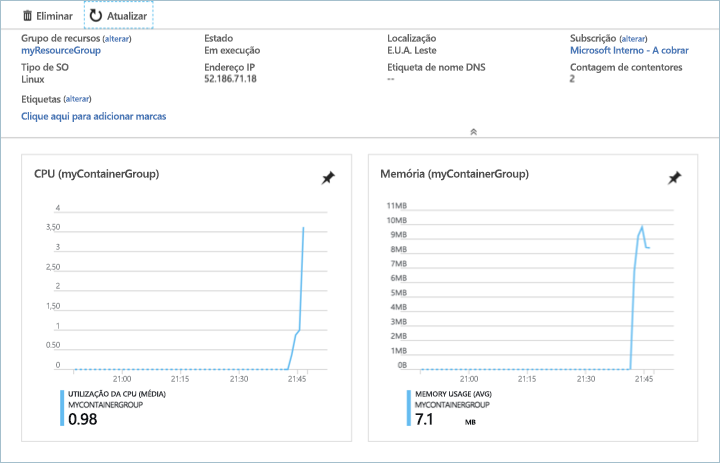 Eliminar Atualizar
Grupo de recursos (alterar) Estado Localização Subscrição (alterar)
myResourceGroup Em execução E.U.A. Leste Microsoft Interno - A cobrar
Tipo de SO Endereço IP Etiqueta de nome DNS Contagem de contentores
Linux 52.186.71.18 -- 2
Etiquetas (alterar)
Clique aqui para adicionar marcas
CPU (myContainerGroup)
4
3,50
3
2,50
2
1,50
1
0.50
0
21:00 21:15 21:30 21:45
UTILIZAÇÃO DA CPU (MÉDIA)
MYCONTAINERGROUP
0.98
Memória (myContainerGroup)
11MB
10MB
9MB
8MB
7MB
6MB
5MB
4MB
3MB
2MB
1MB
0B
21:00 21:15 21:30 21:45
MEMORY USAGE (AVG)
MYCONTAINERGROUP
7.1 MB